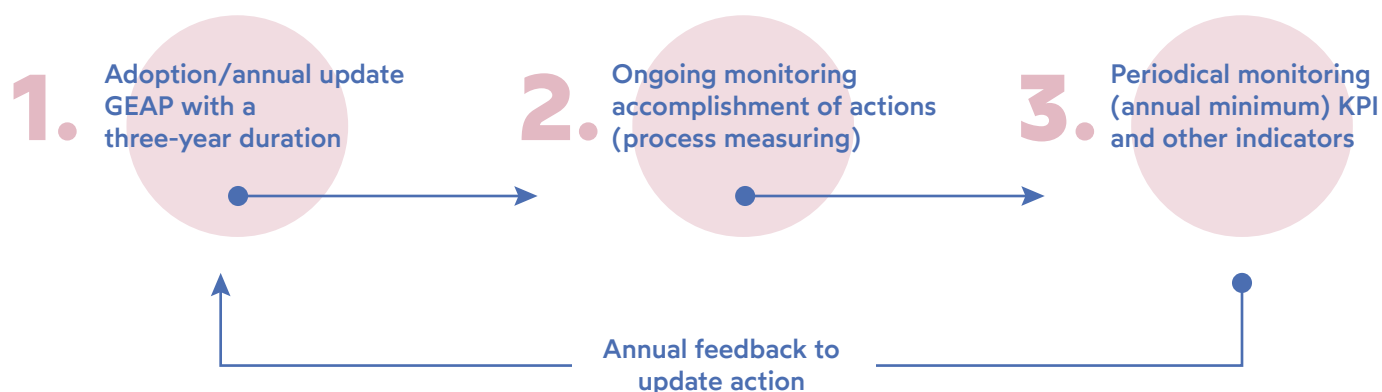 1.
Adoption/annual update
GEAP with a
three-year duration
2.
Ongoing monitoring
accomplishment of actions
(process measuring)
3.
Periodical monitoring
(annual minimum) KPI
and other indicators
Annual feedback to
update action